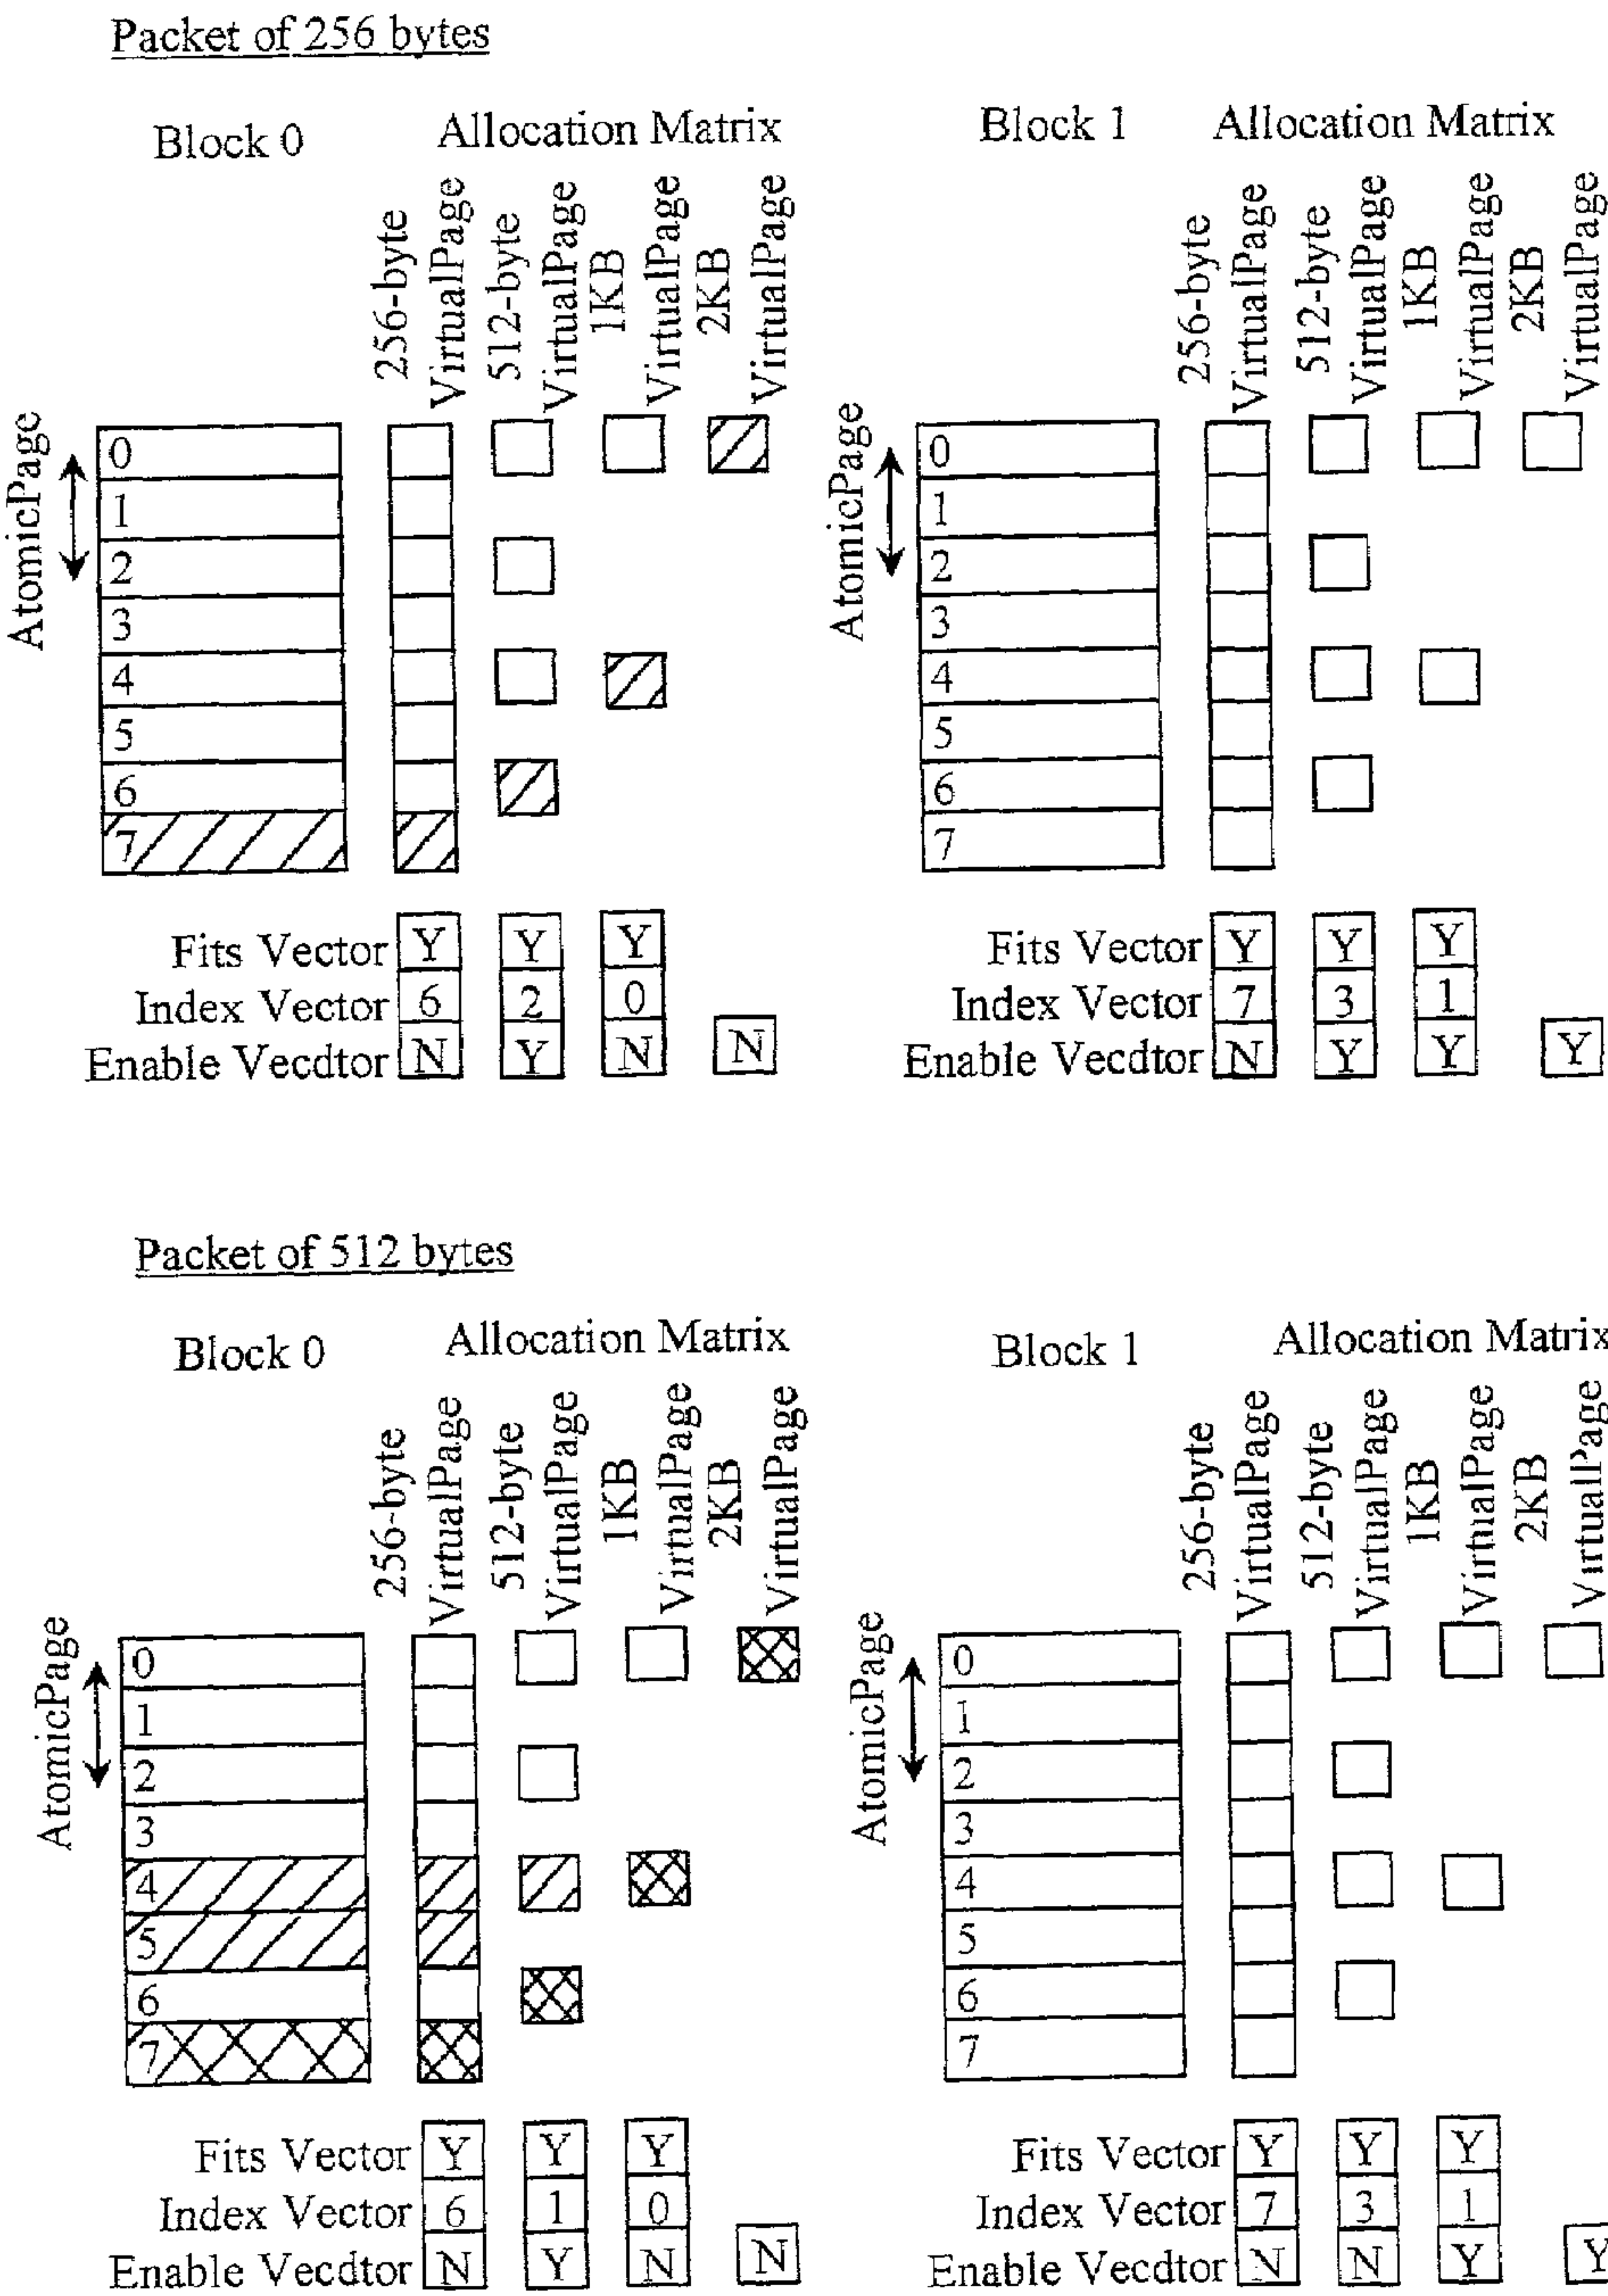 Packet of 256 bytes
Block 0
Allocation Matrix
256-byte
VirtualPage
512-byte
VirtualPage
1KB
VirtualPage
2KB
VirtualPage
AtomicPage
0
1
2
3
4
5
6
7
Fits Vector Y Y Y
Index Vector 6 2 0
Enable Vecdtor N Y N N
Block 1
Allocation Matrix
256-byte
VirtualPage
512-byte
VirtualPage
1KB
VirtualPage
2KB
VirtualPage
AtomicPage
0
1
2
3
4
5
6
7
Fits Vector Y Y Y
Index Vector 7 3 1
Enable Vecdtor N Y Y Y
Packet of 512 bytes
Block 0
Allocation Matrix
256-byte
VirtualPage
512-byte
VirtualPage
1KB
VirtualPage
2KB
VirtualPage
AtomicPage
0
1
2
3
4
5
6
7
Fits Vector Y Y Y
Index Vector 6 1 0
Enable Vecdtor N Y N N
Block 1
Allocation Matrix
256-byte
VirtualPage
512-byte
VirtualPage
1KB
VirtualPage
2KB
VirtualPage
AtomicPage
0
1
2
3
4
5
6
7
Fits Vector Y Y Y
Index Vector 7 3 1
Enable Vecdtor N N Y Y